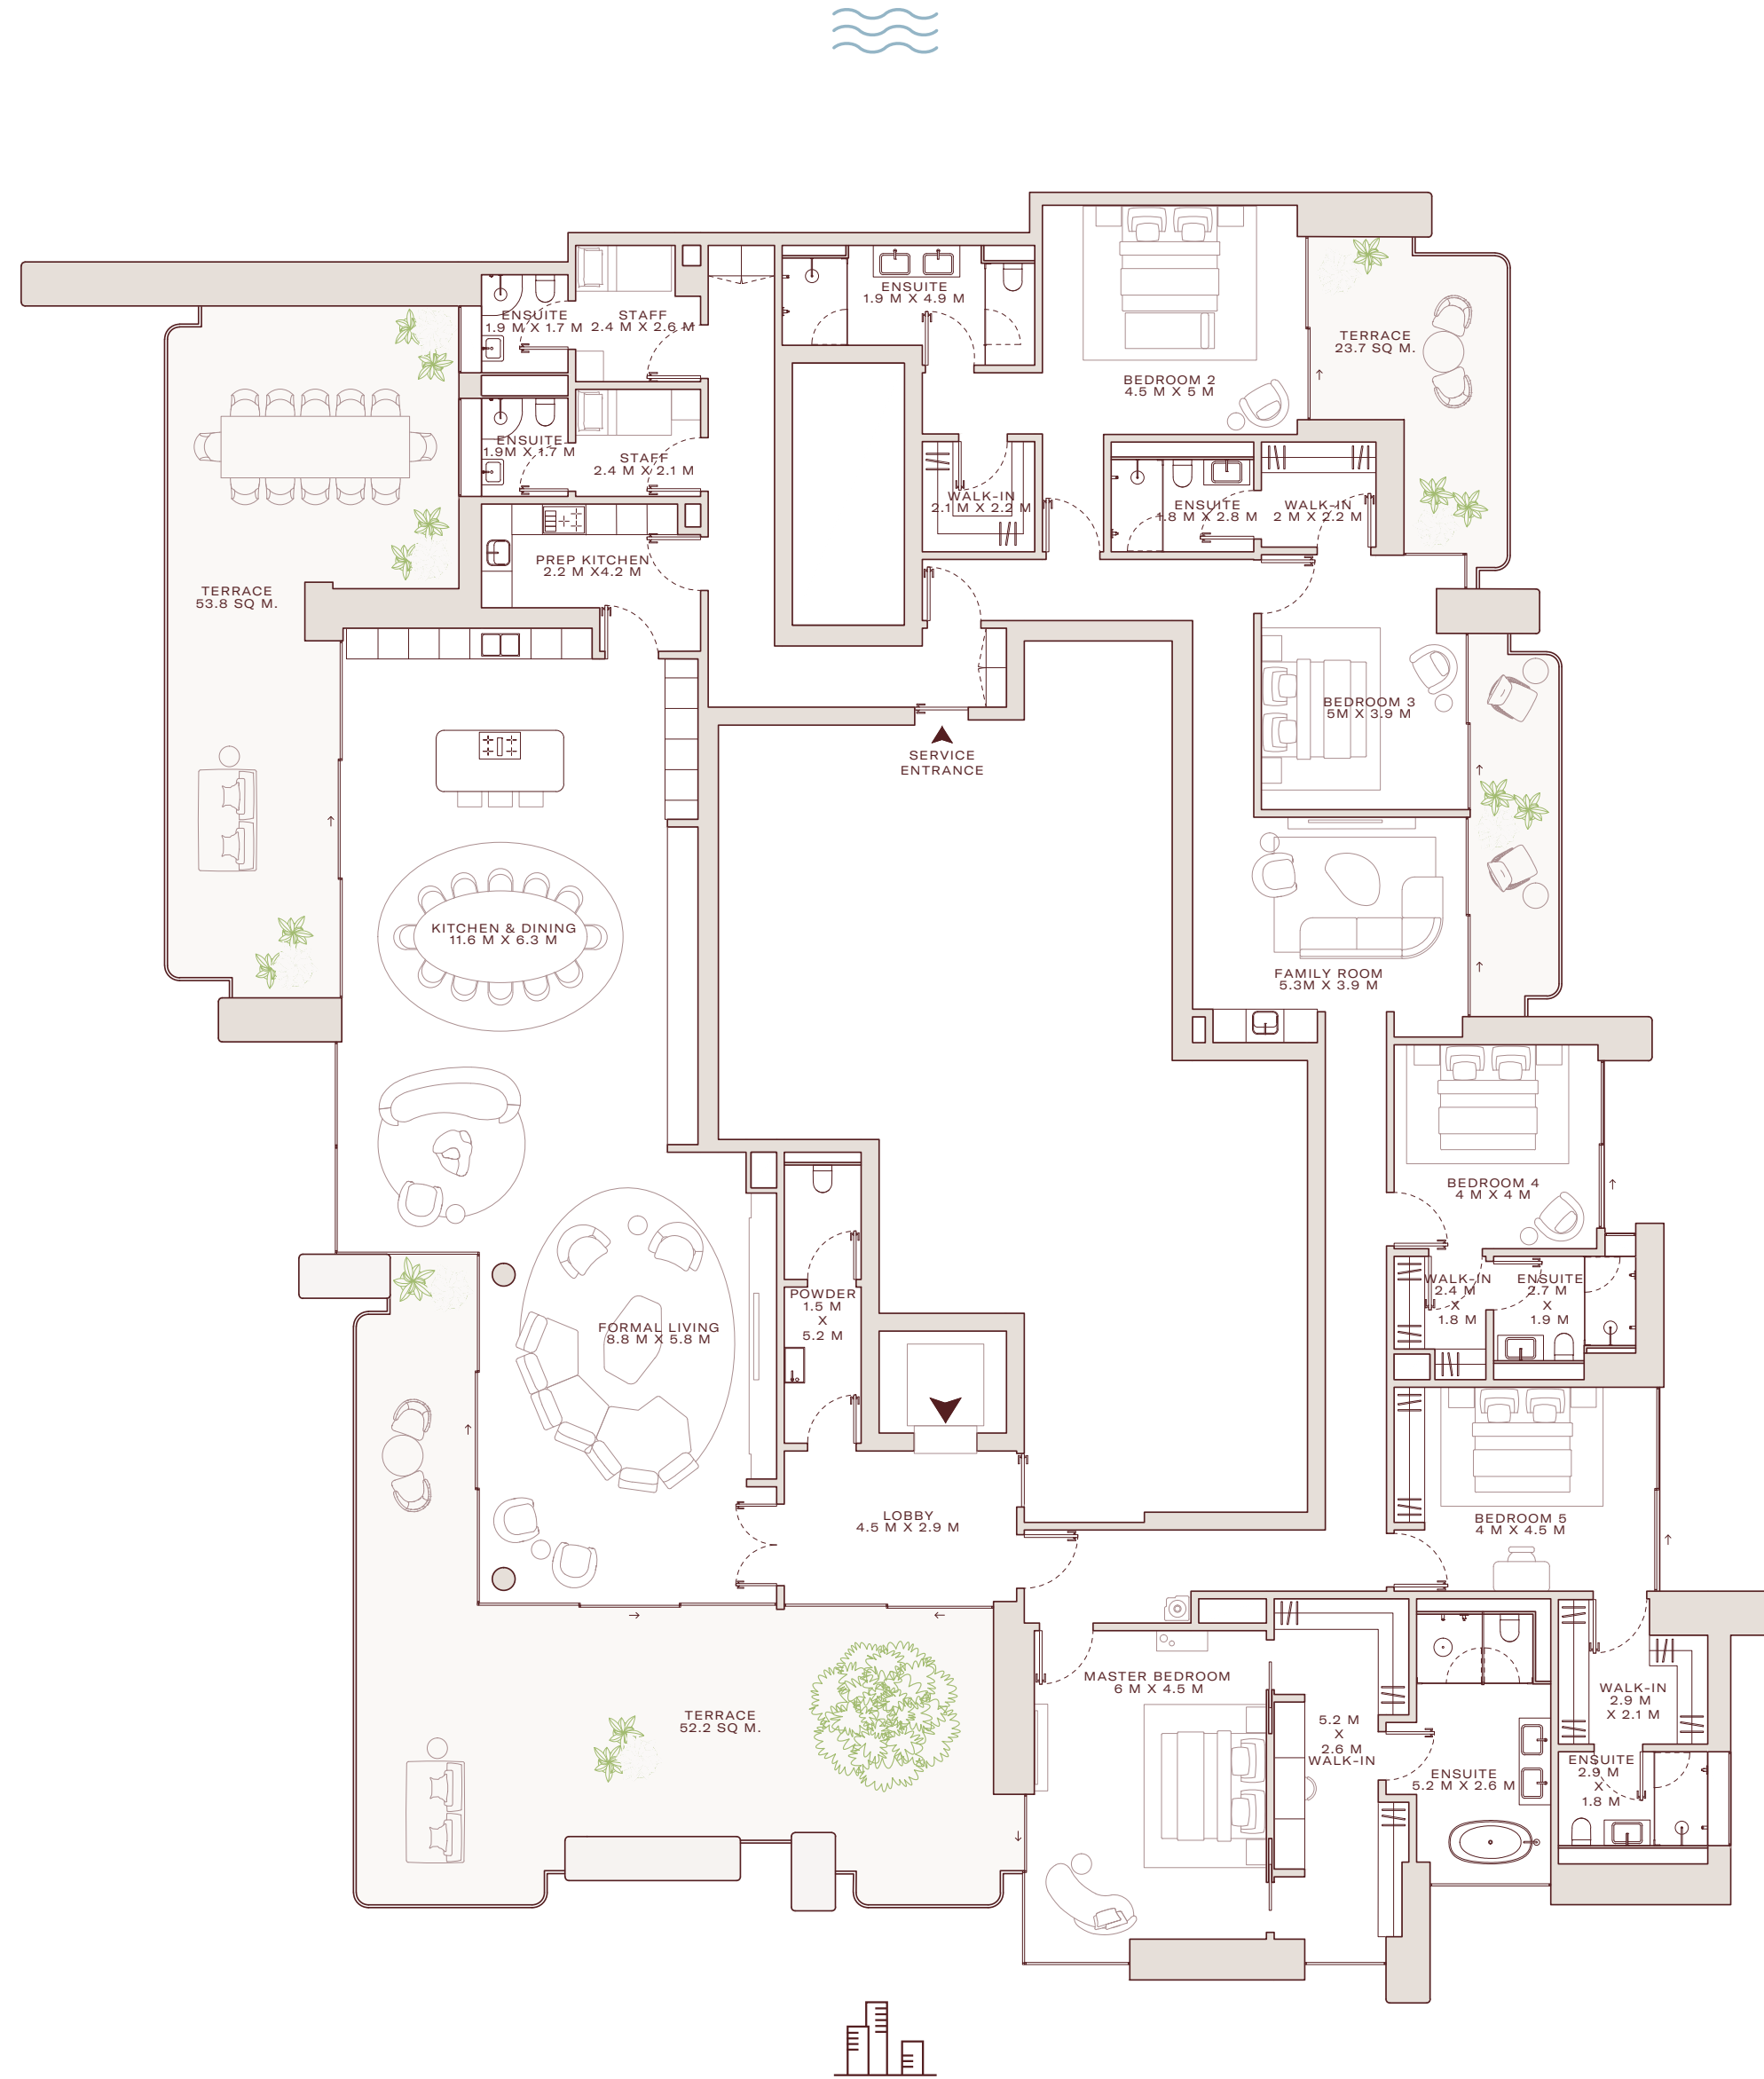 ENSUITE
1.9 M X 4.9 M
ENSUITE
1.9 M X 1.7 M
STAFF
2.4 M X 2.6 M
TERRACE
23.7 SQ M.
BEDROOM 2
4.5 M X 5 M
ENSUITE
1.9M X 1.7 M
STAFF
2.4 M X 2.1 M
WALK-IN
2.1 M X 2.2 M
ENSUITE
1.8 M X 2.8 M
WALK-IN
2 M X 2.2 M
PREP KITCHEN
2.2 M X4.2 M
TERRACE
53.8 SQ M.
BEDROOM 3
5M X 3.9 M
SERVICE
ENTRANCE
KITCHEN & DINING
11.6 M X 6.3 M
FAMILY ROOM
5.3M X 3.9 M
BEDROOM 4
4 M X 4 M
WALK-IN
2.4 M
X
1.8 M
ENSUITE
2.7 M
X
1.9 M
POWDER
1.5 M
X
5.2 M
FORMAL LIVING
8.8 M X 5.8 M
LOBBY
4.5 M X 2.9 M
BEDROOM 5
4 M X 4.5 M
MASTER BEDROOM
6 M X 4.5 M
WALK-IN
2.9 M
X 2.1 M
TERRACE
52.2 SQ M.
5.2 M
X
2.6 M
WALK-IN
ENSUITE
5.2 M X 2.6 M
ENSUITE
2.9 M
X
1.8 M